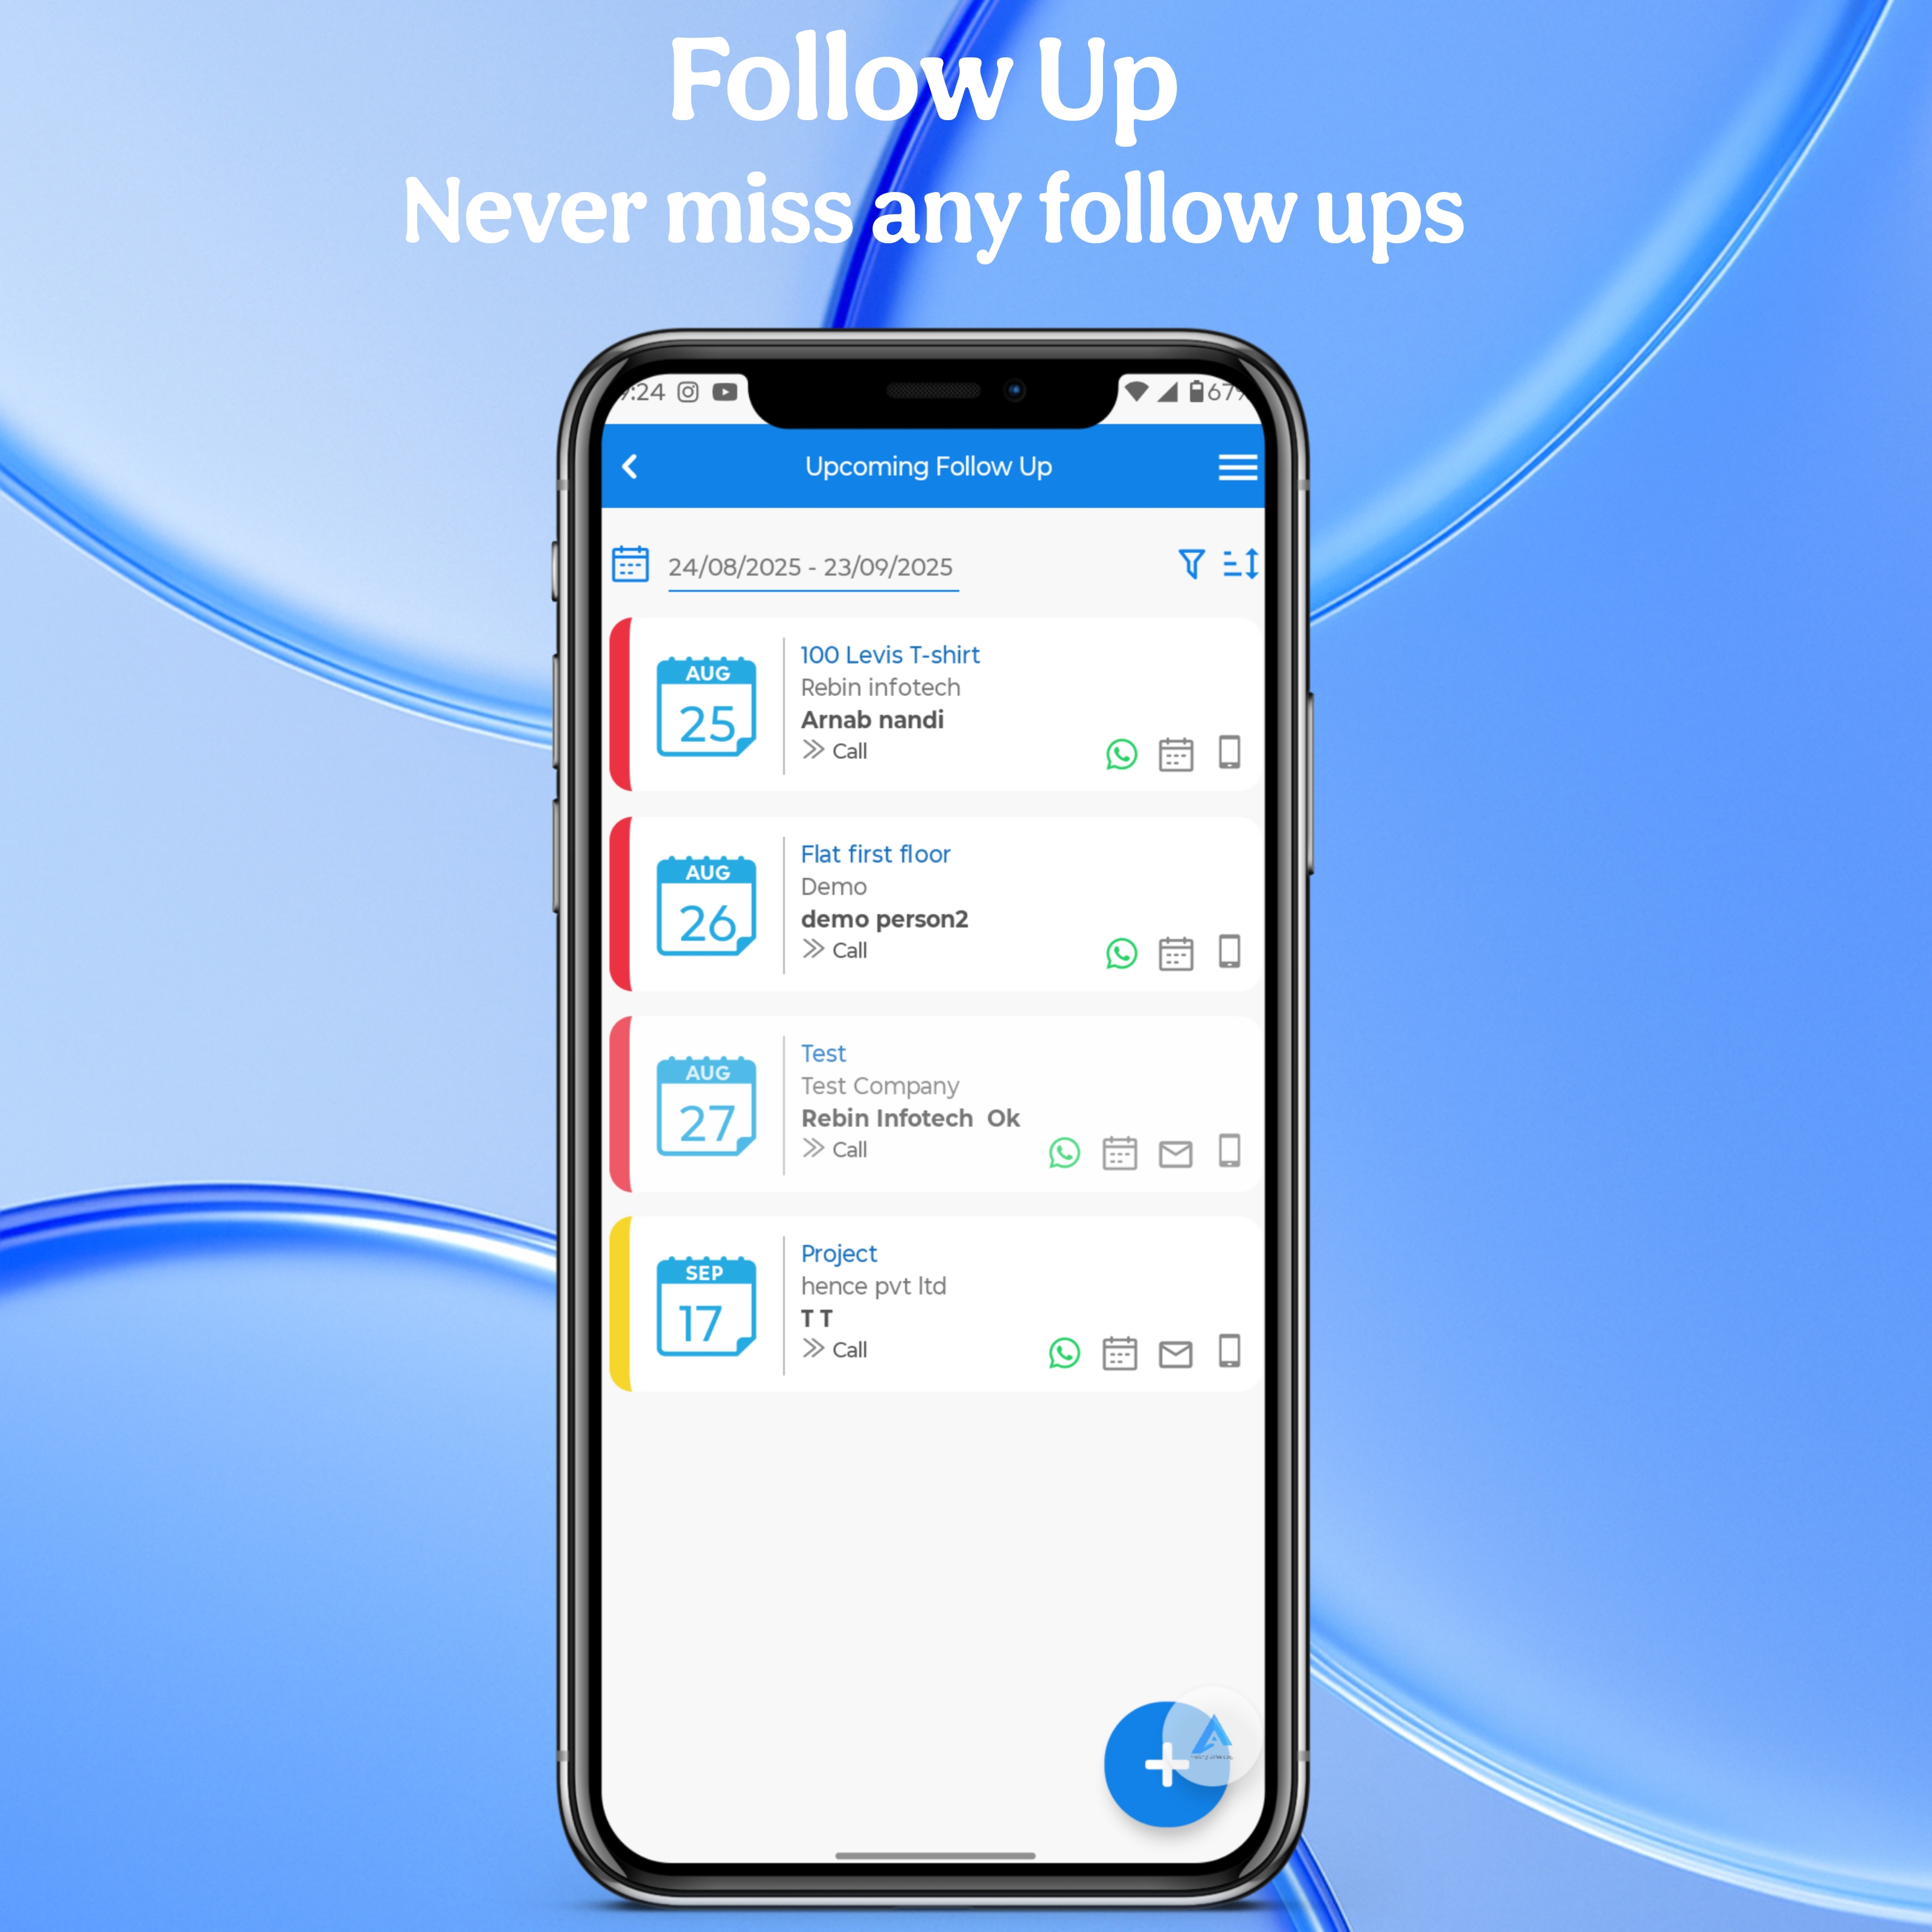 Follow Up
Never miss any follow ups
:24
67%
Upcoming Follow Up
24/08/2025 - 23/09/2025
AUG
25
100 Levis T-shirt
Rebin infotech
Arnab nandi
Call
AUG
26
Flat first floor
Demo
demo person2
Call
AUG
27
Test
Test Company
Rebin Infotech  Ok
Call
SEP
17
Project
hence pvt ltd
T T
Call